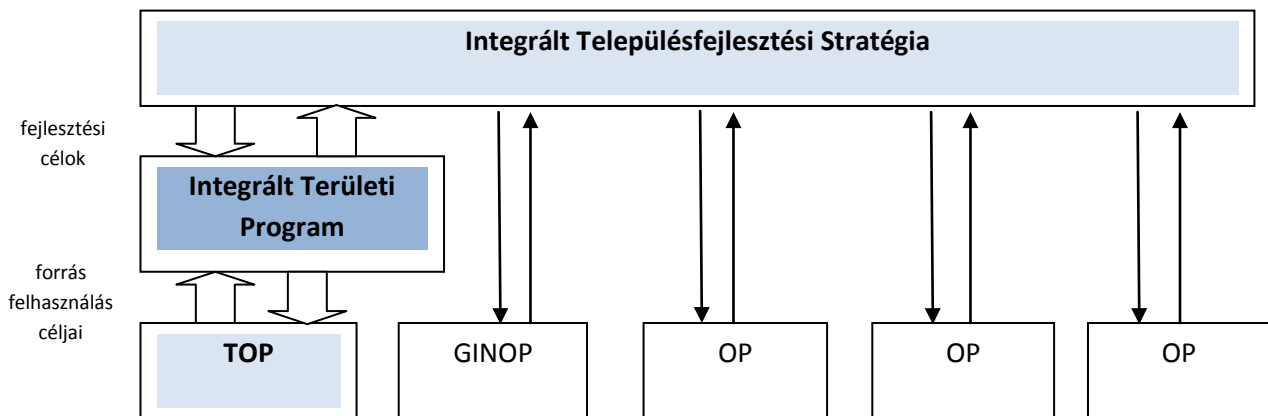 Integrált Településfejlesztési Stratégia
fejlesztési
célok
Integrált Területi
Program
forrás
felhasználás
céljai
TOP
GINOP
OP
OP
OP